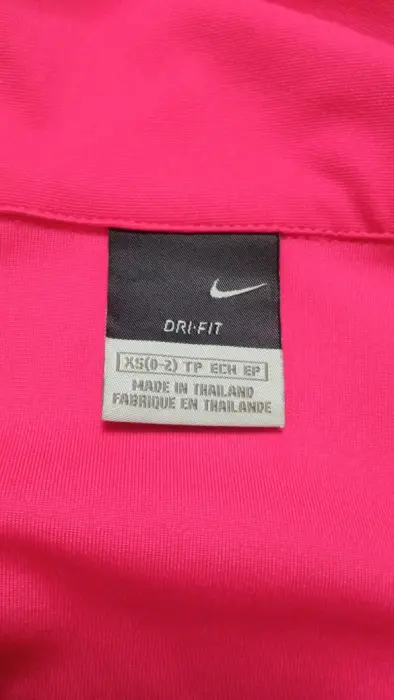 DRI-FIT
XS(0-2) TP ECH EP
MADE IN THAILAND
FABRIQUE EN THAILANDE